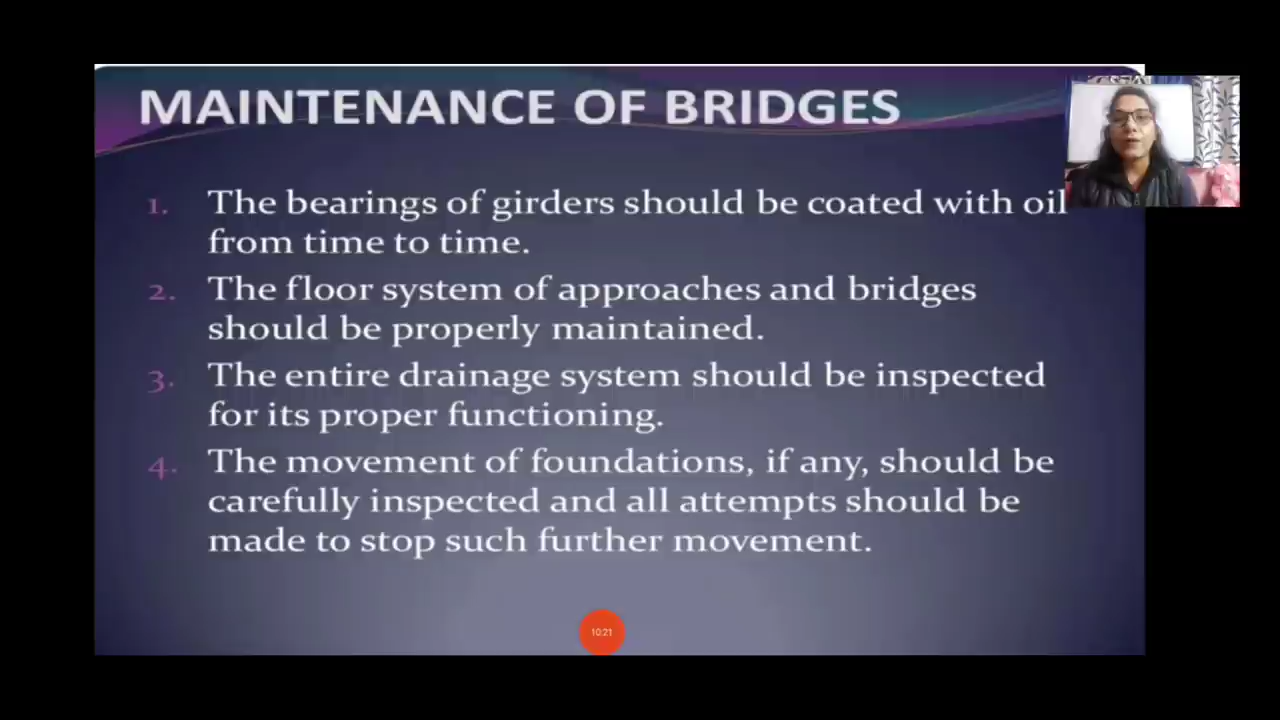 MAINTENANCE OF BRIDGES
1. The bearings of girders should be coated with oil
from time to time.
2. The floor system of approaches and bridges
should be properly maintained.
3. The entire drainage system should be inspected
for its proper functioning.
4. The movement of foundations, if any, should be
carefully inspected and all attempts should be
made to stop such further movement.
10:21